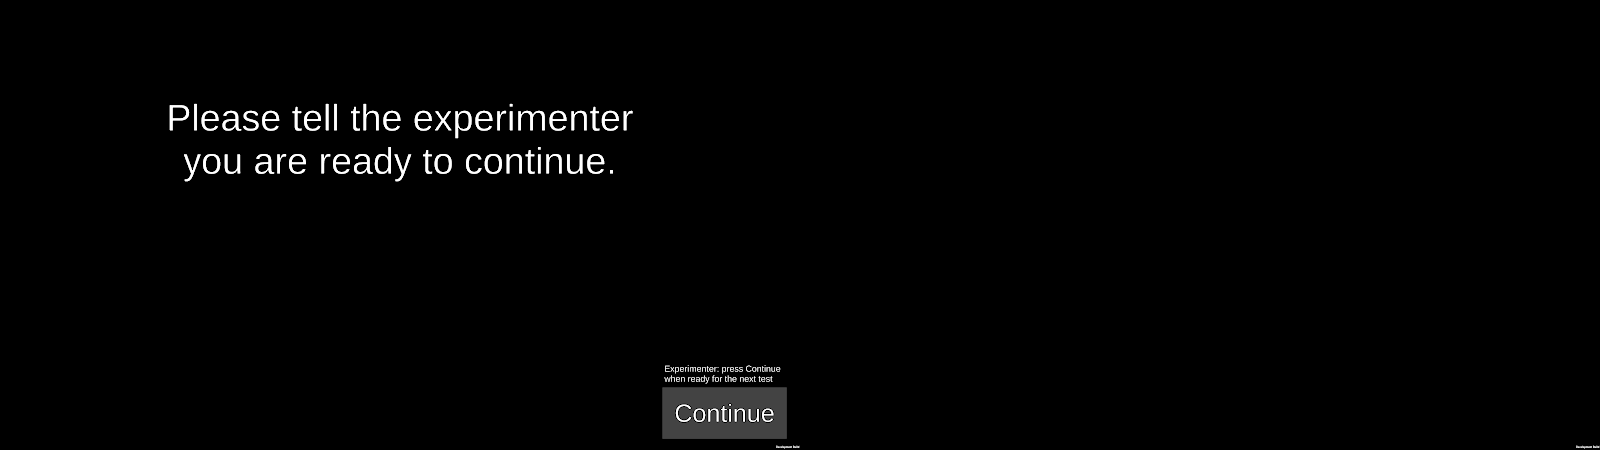 Please tell the experimenter
you are ready to continue.
Experimenter: press Continue
when ready for the next test
Continue
Development Build
Development Build